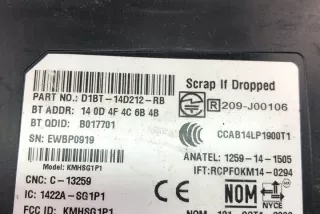 Scrap If Dropped
PART NO.: D1BT-14D212-RB
BT ADDR: 14 0D 4F 4C 6B 4B
R 209-J00106
BT QDID: B017701
CCAB14LP1900T1
SN: EWBP0919
ANATEL: 1259-14-1505
MODEL: KMHSG1P1
IFT:RCPFOKM14-0294
CNC: C-13259
IC: 1422A-SG1P1
CE NOM NYCE
FCC ID: KMHSG1P1